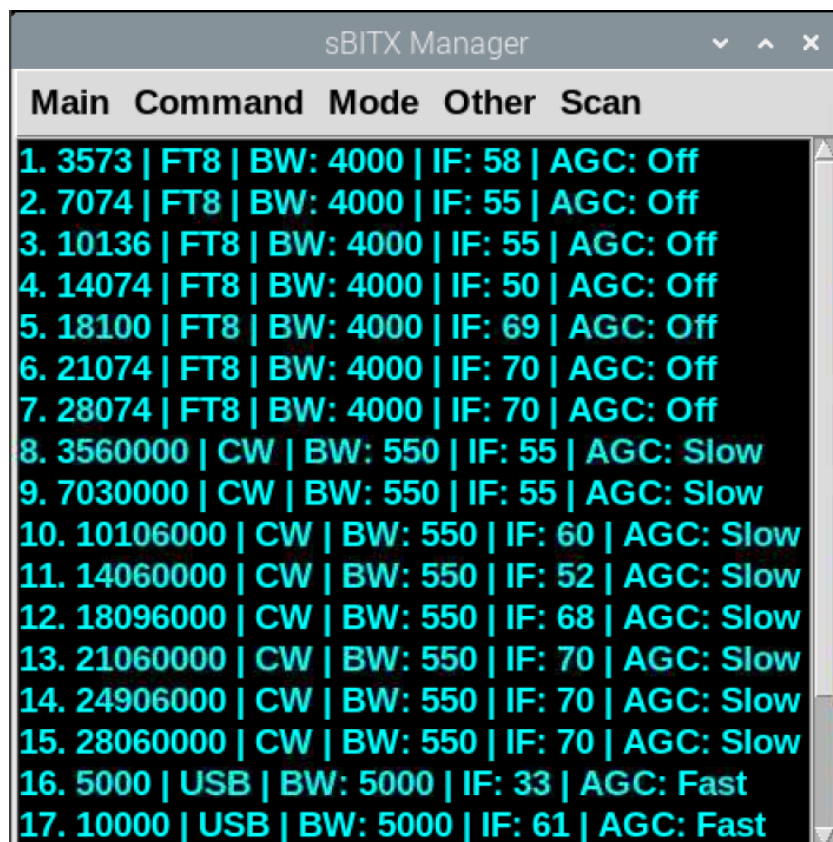 sBITX Manager
Main Command Mode Other Scan
1. 3573 | FT8 | BW: 4000 | IF: 58 | AGC: Off
2. 7074 | FT8 | BW: 4000 | IF: 55 | AGC: Off
3. 10136 | FT8 | BW: 4000 | IF: 55 | AGC: Off
4. 14074 | FT8 | BW: 4000 | IF: 50 | AGC: Off
5. 18100 | FT8 | BW: 4000 | IF: 69 | AGC: Off
6. 21074 | FT8 | BW: 4000 | IF: 70 | AGC: Off
7. 28074 | FT8 | BW: 4000 | IF: 70 | AGC: Off
8. 3560000 | CW | BW: 550 | IF: 55 | AGC: Slow
9. 7030000 | CW | BW: 550 | IF: 55 | AGC: Slow
10. 10106000 | CW | BW: 550 | IF: 60 | AGC: Slow
11. 14060000 | CW | BW: 550 | IF: 52 | AGC: Slow
12. 18096000 | CW | BW: 550 | IF: 68 | AGC: Slow
13. 21060000 | CW | BW: 550 | IF: 70 | AGC: Slow
14. 24906000 | CW | BW: 550 | IF: 70 | AGC: Slow
15. 28060000 | CW | BW: 550 | IF: 70 | AGC: Slow
16. 5000 | USB | BW: 5000 | IF: 33 | AGC: Fast
17. 10000 | USB | BW: 5000 | IF: 61 | AGC: Fast